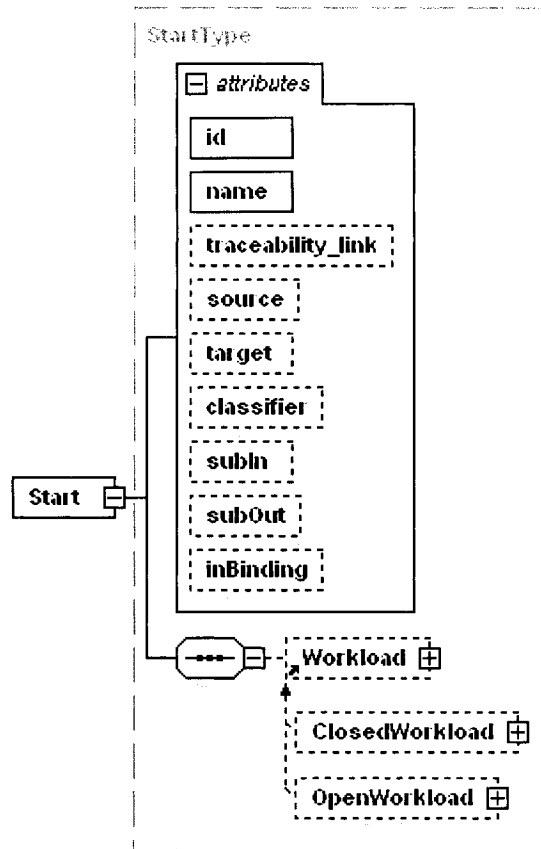 StartType
attributes
id
name
traceability_link
source
target
classifier
subIn
subOut
inBinding
Start
Workload
ClosedWorkload
OpenWorkload